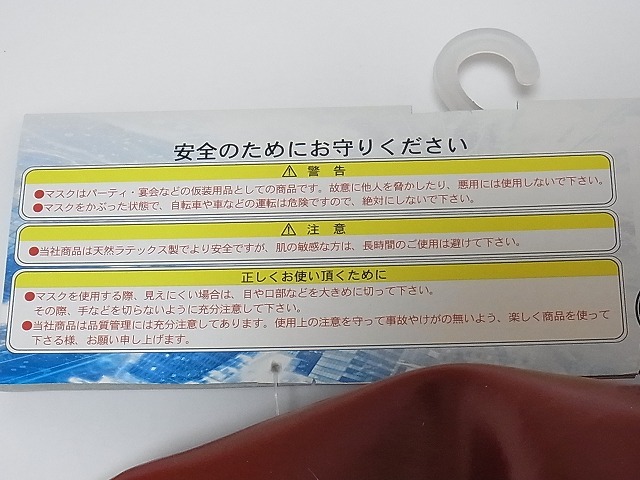 安全のためにお守りください
⚠ 警告
●マスクはパーティ・宴会などの仮装用品としての商品です。故意に他人を脅かしたり、悪用には使用しないで下さい。
●マスクをかぶった状態で、自転車や車などの運転は危険ですので、絶対にしないで下さい。
⚠ 注意
●当社商品は天然ラテックス製でより安全ですが、肌の敏感な方は、長時間のご使用は避けて下さい。
正しくお使い頂くために
●マスクを使用する際、見えにくい場合は、目や口部などを大きめに切って下さい。
その際、手などを切らないように充分注意して下さい。
●当社商品は品質管理には充分注意してあります。使用上の注意を守って事故やけがの無いよう、楽しく商品を使って
下さる様、お願い申し上げます。